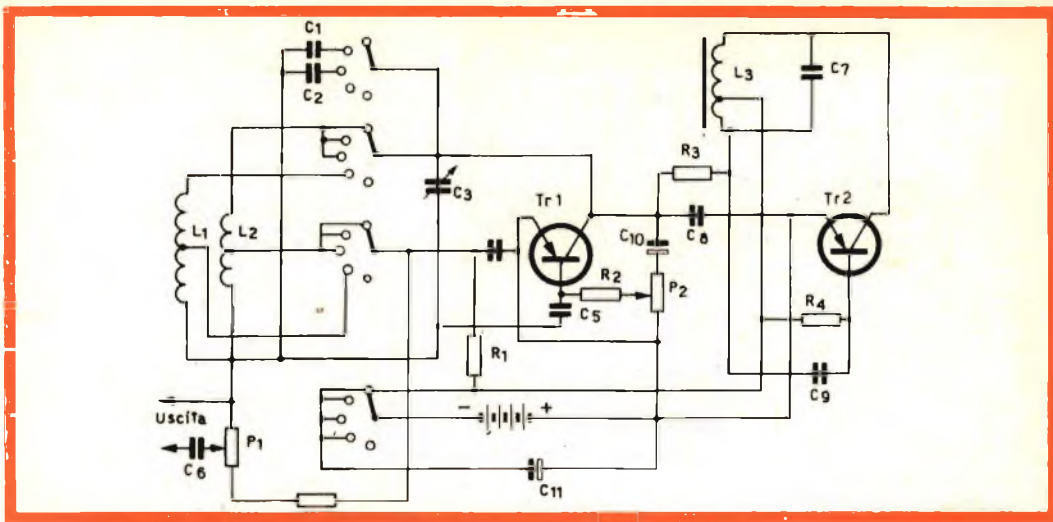 C1
C2
L3
C7
R3
C3
Tr1
Tr2
L1
L2
C10
C8
R2
P2
R4
C5
R1
C9
- +
Uscita
P1
C6
C11